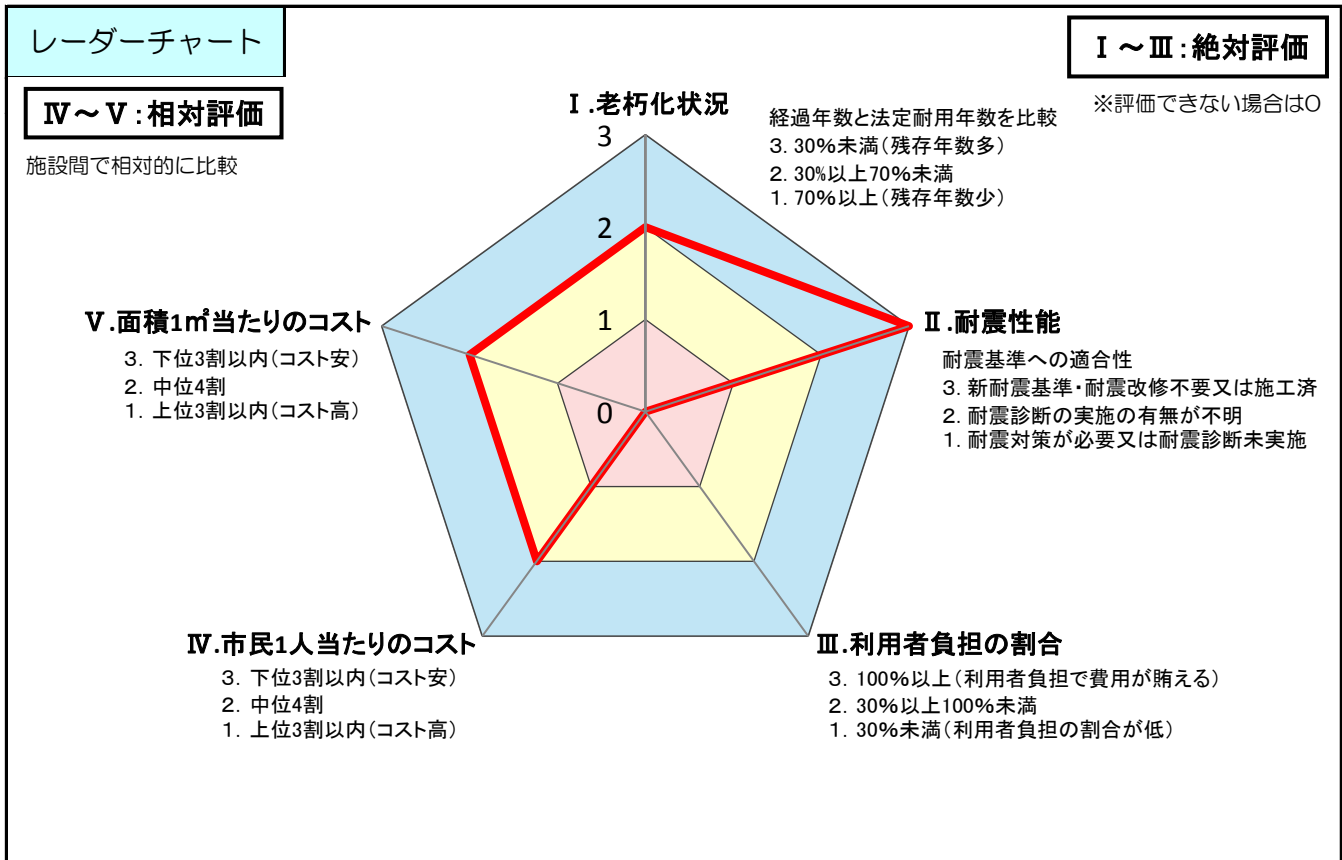 レーダーチャート
Ⅰ～Ⅲ:絶対評価
※評価できない場合は0
Ⅳ～Ⅴ:相対評価
施設間で相対的に比較
Ⅰ.老朽化状況
経過年数と法定耐用年数を比較
3. 30%未満(残存年数多)
2. 30%以上70%未満
1. 70%以上(残存年数少)
3
2
1
0
Ⅱ.耐震性能
耐震基準への適合性
3. 新耐震基準・耐震改修不要又は施工済
2. 耐震診断の実施の有無が不明
1. 耐震対策が必要又は耐震診断未実施
Ⅴ.面積1㎡当たりのコスト
3. 下位3割以内(コスト安)
2. 中位4割
1. 上位3割以内(コスト高)
Ⅳ.市民1人当たりのコスト
3. 下位3割以内(コスト安)
2. 中位4割
1. 上位3割以内(コスト高)
Ⅲ.利用者負担の割合
3. 100%以上(利用者負担で費用が賄える)
2. 30%以上100%未満
1. 30%未満(利用者負担の割合が低)